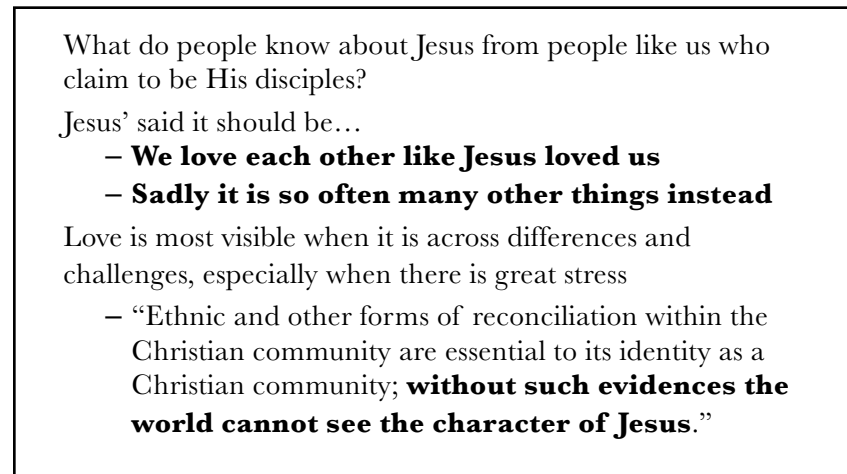 What do people know about Jesus from people like us who
claim to be His disciples?
Jesus’ said it should be…
– We love each other like Jesus loved us
– Sadly it is so often many other things instead
Love is most visible when it is across differences and
challenges, especially when there is great stress
– “Ethnic and other forms of reconciliation within the
Christian community are essential to its identity as a
Christian community; without such evidences the
world cannot see the character of Jesus.”